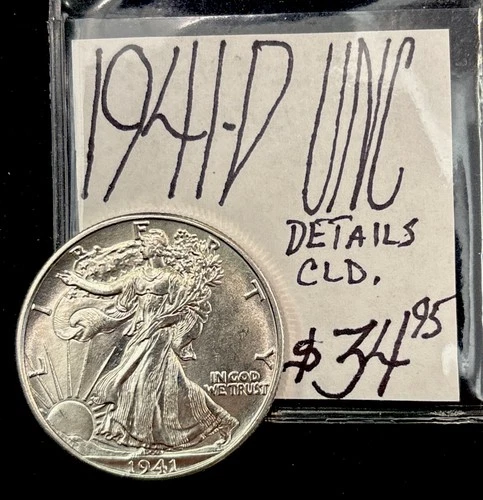 1941-D UNC
DETAILS
CLD.
$34.95
LIBERTY
IN GOD
WE TRUST
1941